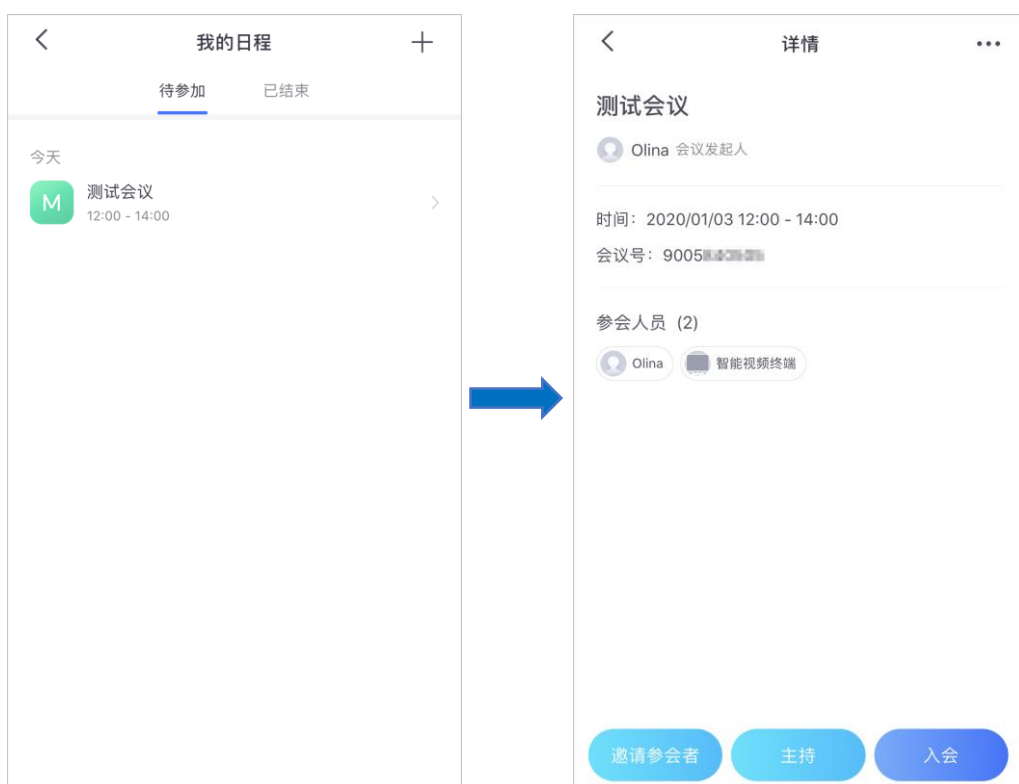 我的日程
待参加 已结束
今天
M
测试会议
12:00 - 14:00
详情
测试会议
Olina 会议发起人
时间：2020/01/03 12:00 - 14:00
会议号：9005
参会人员 (2)
Olina 智能视频终端
邀请参会者 主持 入会